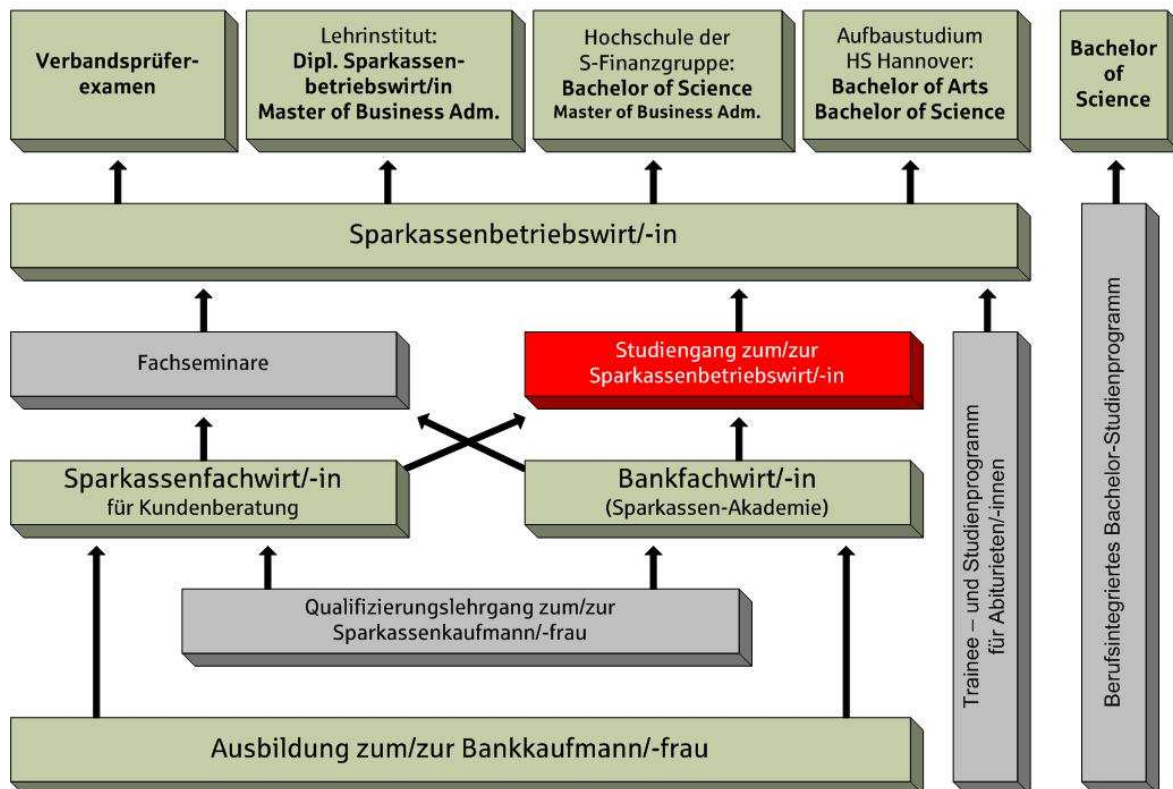 Verbandsprüfer-
examen
Lehrinstitut:
Dipl. Sparkassen-
betriebswirt/in
Master of Business Adm.
Hochschule der
S-Finanzgruppe:
Bachelor of Science
Master of Business Adm.
Aufbaustudium
HS Hannover:
Bachelor of Arts
Bachelor of Science
Bachelor
of
Science
Sparkassenbetriebswirt/-in
Fachseminare
Studiengang zum/zur
Sparkassenbetriebswirt/-in
Sparkassenfachwirt/-in
für Kundenberatung
Bankfachwirt/-in
(Sparkassen-Akademie)
Qualifizierungslehrgang zum/zur
Sparkassenkaufmann/-frau
Ausbildung zum/zur Bankkaufmann/-frau
Trainee – und Studienprogramm
für Abiturieten/-innen
Berufsintegriertes Bachelor-Studienprogramm